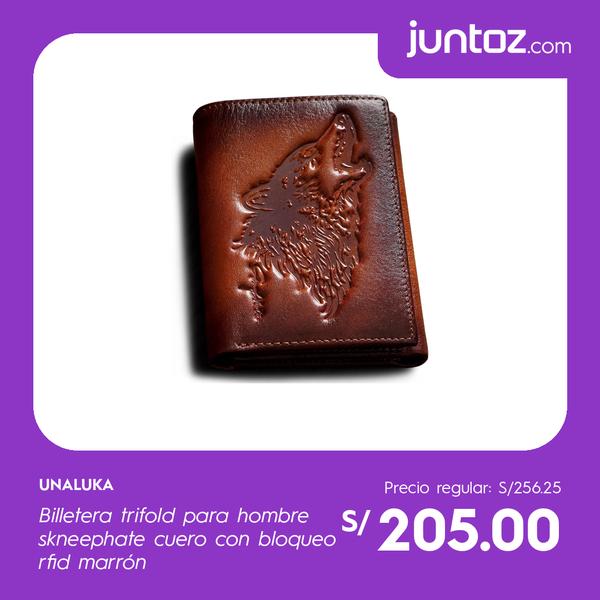 juntoz.com
UNALUKA
Billetera trifold para hombre
skneephate cuero con bloqueo
rfid marrón
Precio regular: S/256.25
S/ 205.00